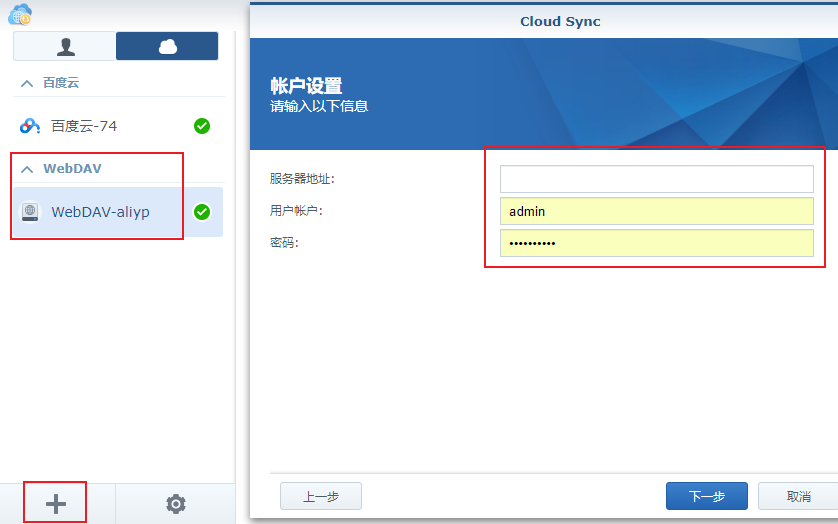 Cloud Sync
百度云
百度云-74
WebDAV
WebDAV-aliyp
帐户设置
请输入以下信息
服务器地址:
用户帐户:
admin
密码:
••••••••••
上一步
下一步
取消